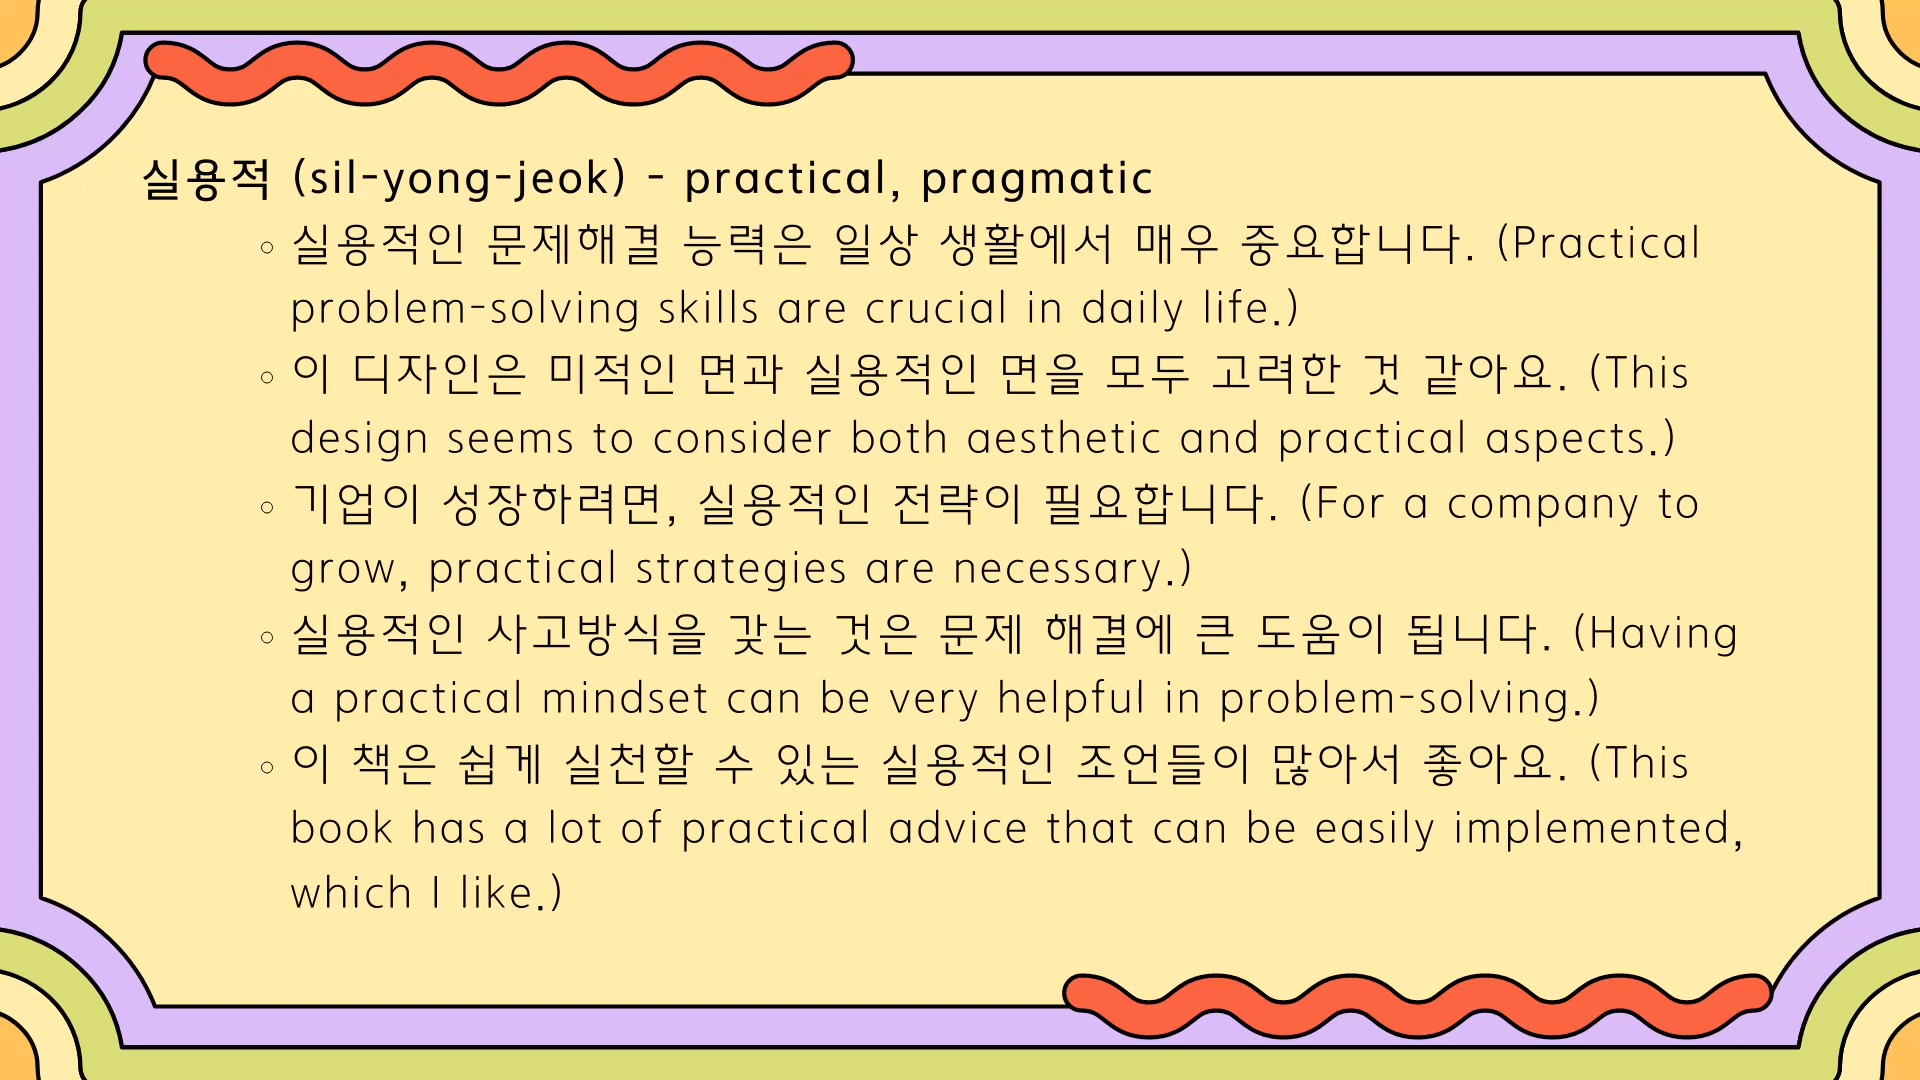 실용적 (sil-yong-jeok) - practical, pragmatic
◦ 실용적인 문제해결 능력은 일상 생활에서 매우 중요합니다. (Practical
problem-solving skills are crucial in daily life.)
◦ 이 디자인은 미적인 면과 실용적인 면을 모두 고려한 것 같아요. (This
design seems to consider both aesthetic and practical aspects.)
◦ 기업이 성장하려면, 실용적인 전략이 필요합니다. (For a company to
grow, practical strategies are necessary.)
◦ 실용적인 사고방식을 갖는 것은 문제 해결에 큰 도움이 됩니다. (Having
a practical mindset can be very helpful in problem-solving.)
◦ 이 책은 쉽게 실천할 수 있는 실용적인 조언들이 많아서 좋아요. (This
book has a lot of practical advice that can be easily implemented,
which I like.)